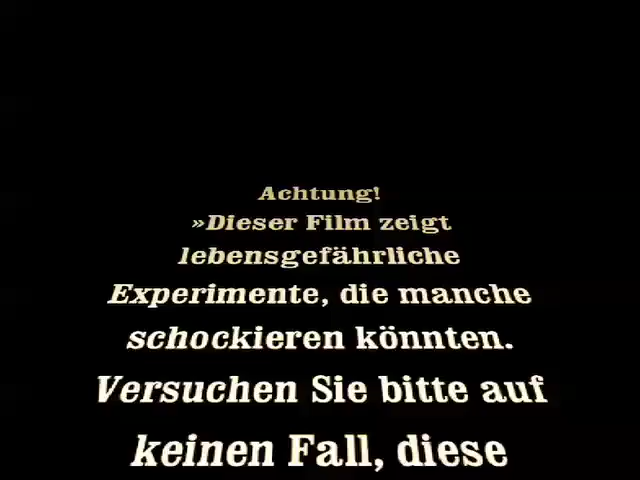 Achtung!
»Dieser Film zeigt
lebensgefährliche
Experimente, die manche
schockieren könnten.
Versuchen Sie bitte auf
keinen Fall, diese